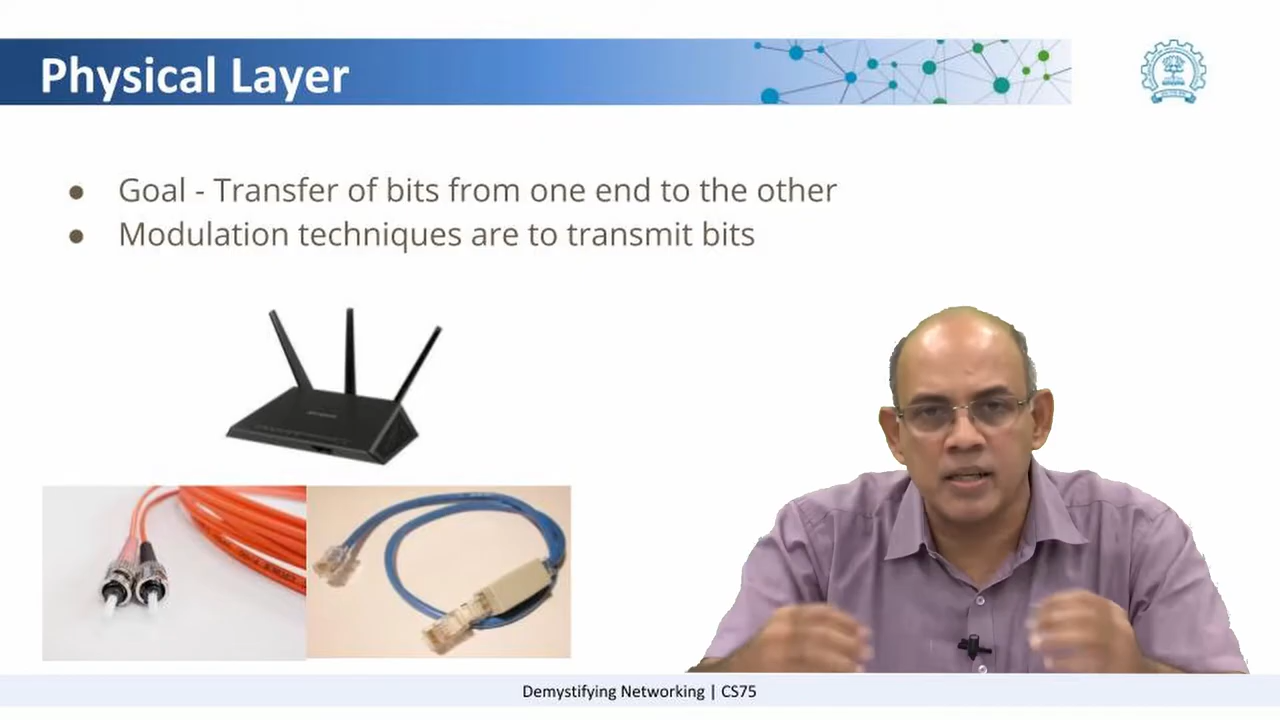 Physical Layer
● Goal - Transfer of bits from one end to the other
● Modulation techniques are to transmit bits
Demystifying Networking | CS75